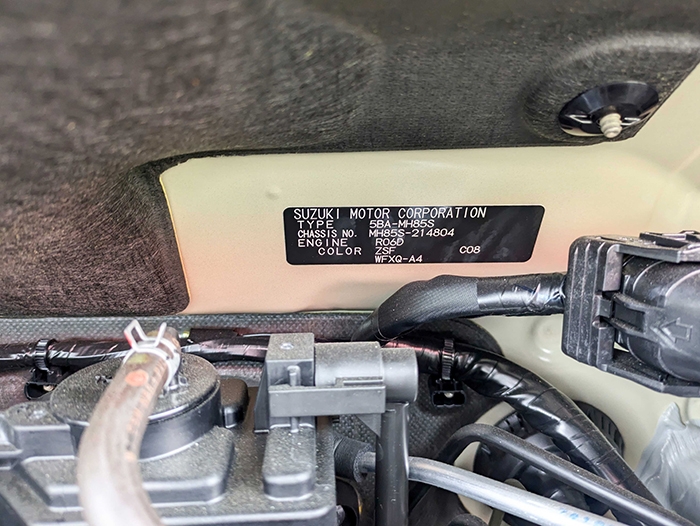 SUZUKI MOTOR CORPORATION
TYPE 5BA-MH85S
CHASSIS NO. MH85S-214804
ENGINE R06D
COLOR ZSF C08
WFXQ-A4